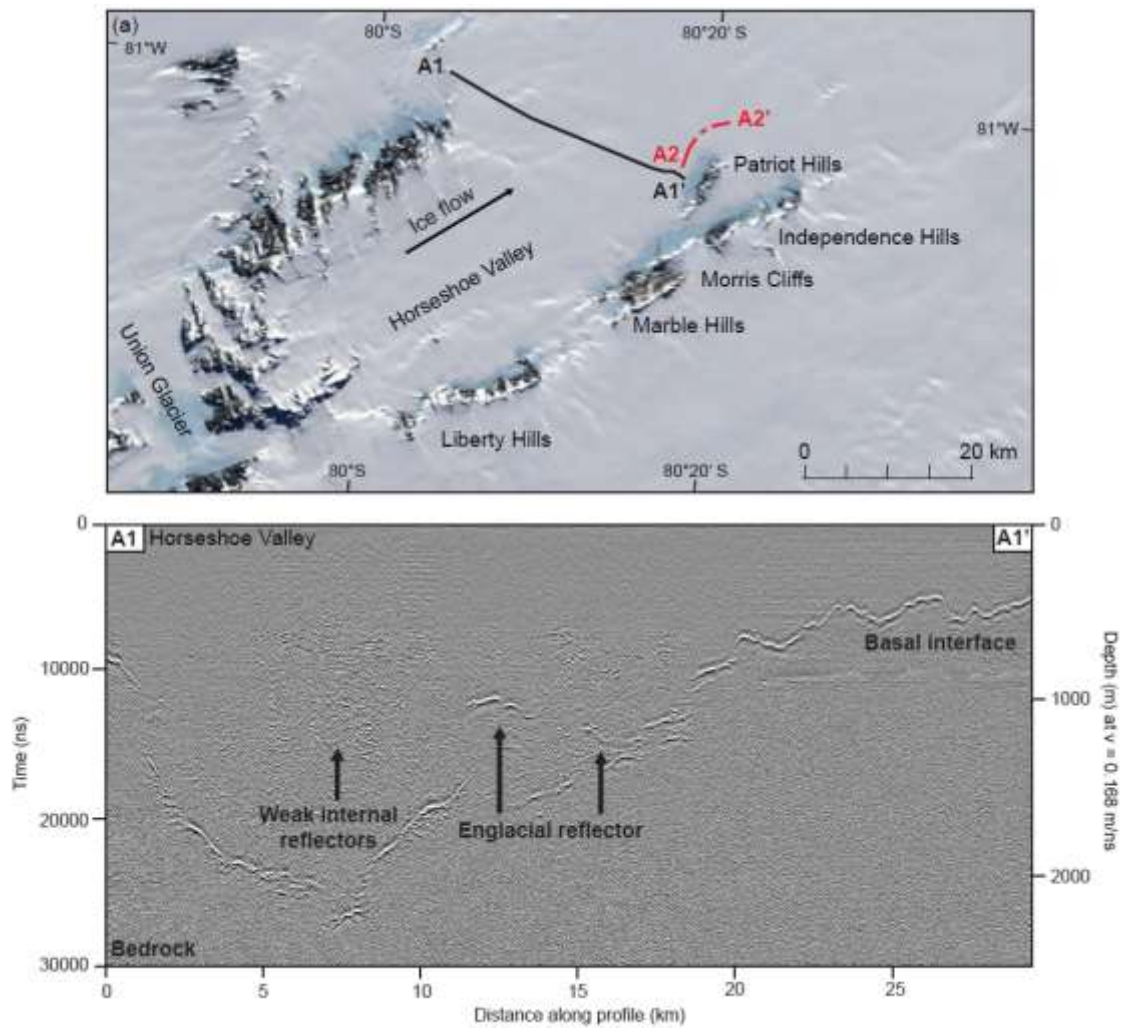 (a)
80°S
80°20' S
81°W
A1
A2'
81°W
A2
Patriot Hills
A1'
Ice flow
Independence Hills
Horseshoe Valley
Morris Cliffs
Marble Hills
Union Glacier
Liberty Hills
0 20 km
80°S
80°20' S
0
A1 Horseshoe Valley
A1'
0
Basal interface
10000
1000
Time (ns)
Depth (m) at v = 0.168 m/ns
Weak internal
reflectors
Englacial reflector
20000
2000
Bedrock
30000
0 5 10 15 20 25
Distance along profile (km)